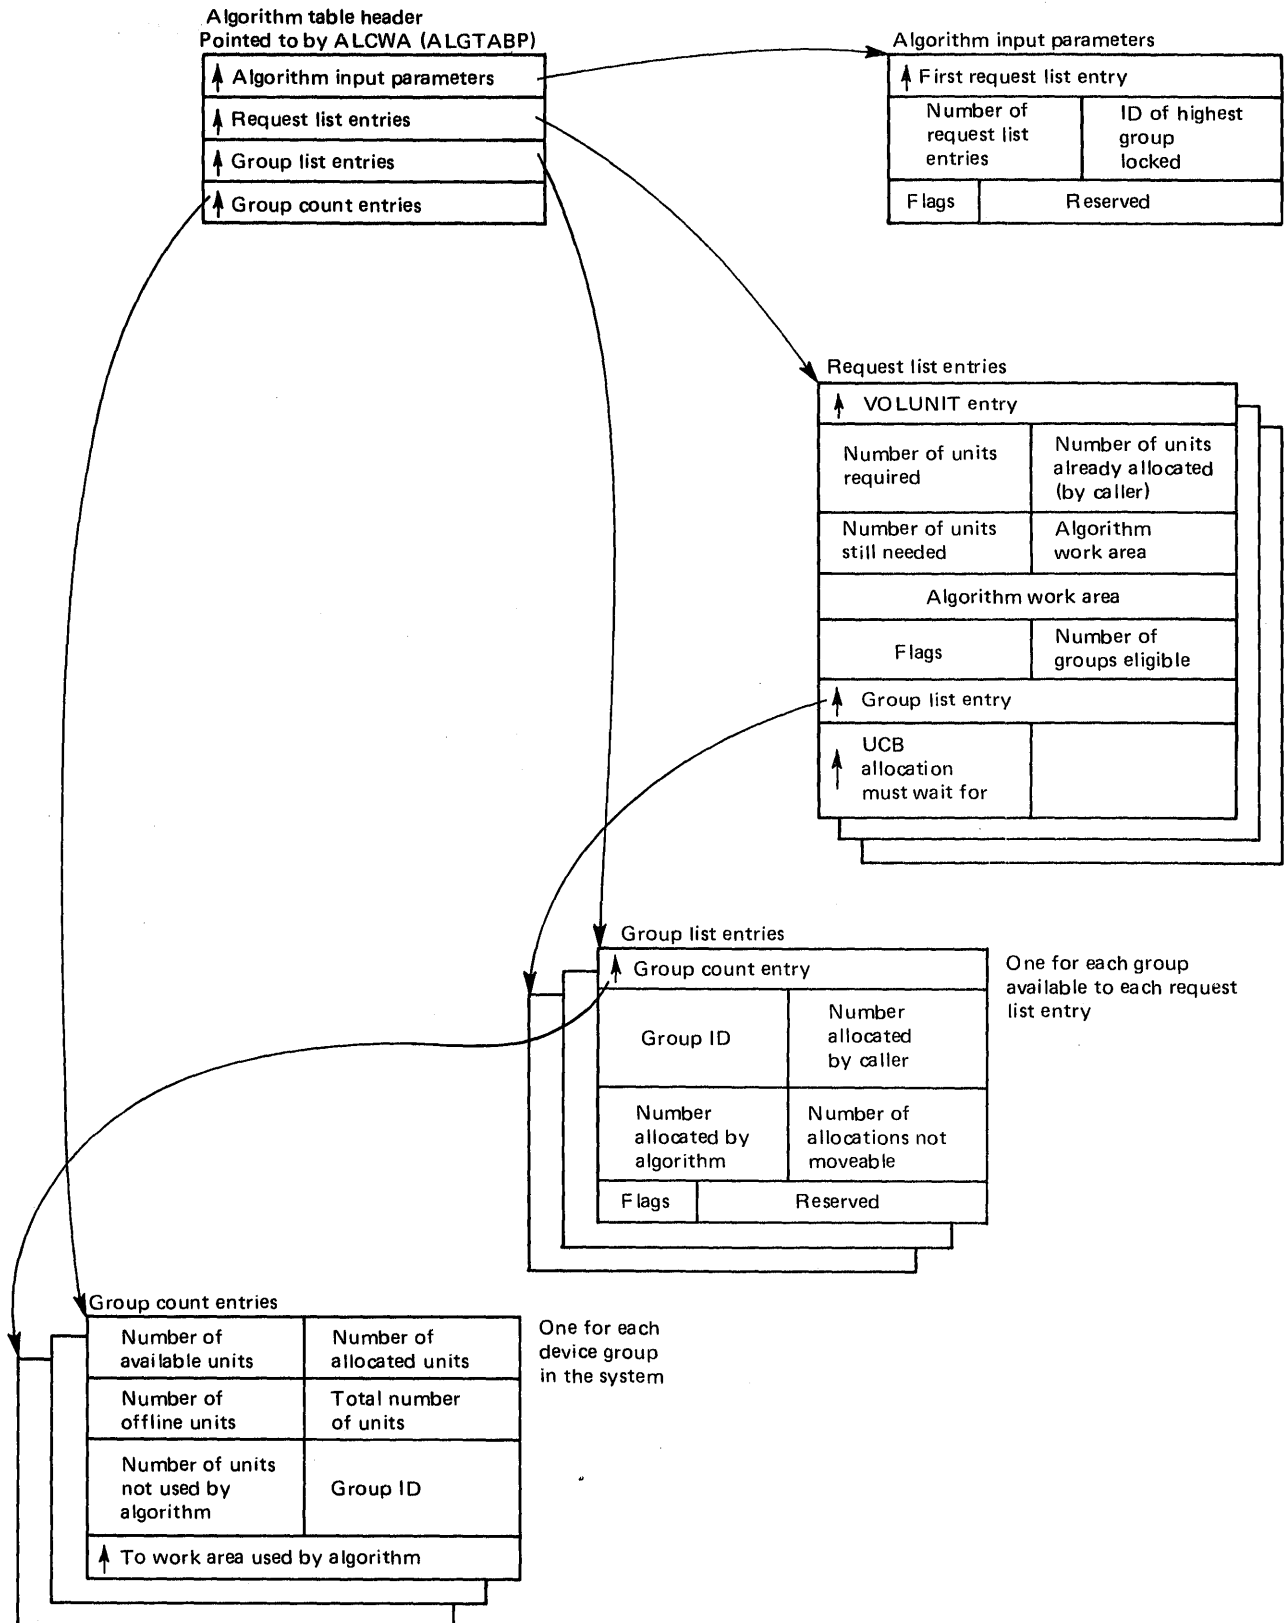 Algorithm table header
Pointed to by ALCWA (ALGTABP)
Algorithm input parameters
Request list entries
Group list entries
Group count entries
Algorithm input parameters
First request list entry
Number of
request list
entries
ID of highest
group
locked
Flags
Reserved
Request list entries
VOLUNIT entry
Number of units
required
Number of units
already allocated
(by caller)
Number of units
still needed
Algorithm
work area
Algorithm work area
Flags
Number of
groups eligible
Group list entry
UCB
allocation
must wait for
Group list entries
Group count entry
Group ID
Number
allocated
by caller
Number
allocated by
algorithm
Number of
allocations not
moveable
Flags
Reserved
One for each group
available to each request
list entry
Group count entries
Number of
available units
Number of
allocated units
Number of
offline units
Total number
of units
Number of units
not used by
algorithm
Group ID
To work area used by algorithm
One for each
device group
in the system